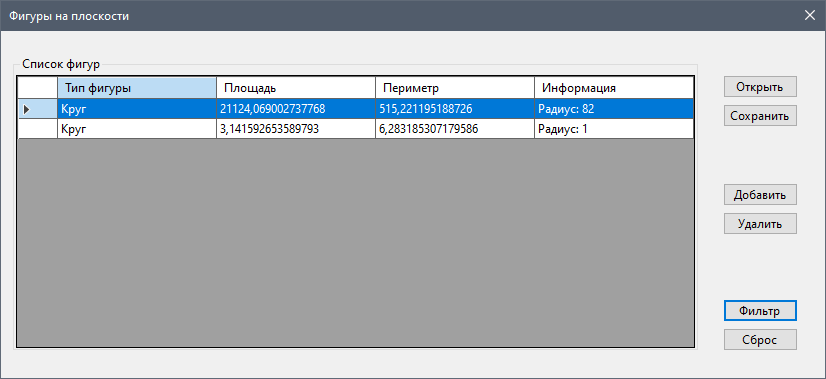 Фигуры на плоскости
Список фигур
Тип фигуры Площадь Периметр Информация
Круг 21124,069002737768 515,221195188726 Радиус: 82
Круг 3,141592653589793 6,283185307179586 Радиус: 1
Открыть
Сохранить
Добавить
Удалить
Фильтр
Сброс